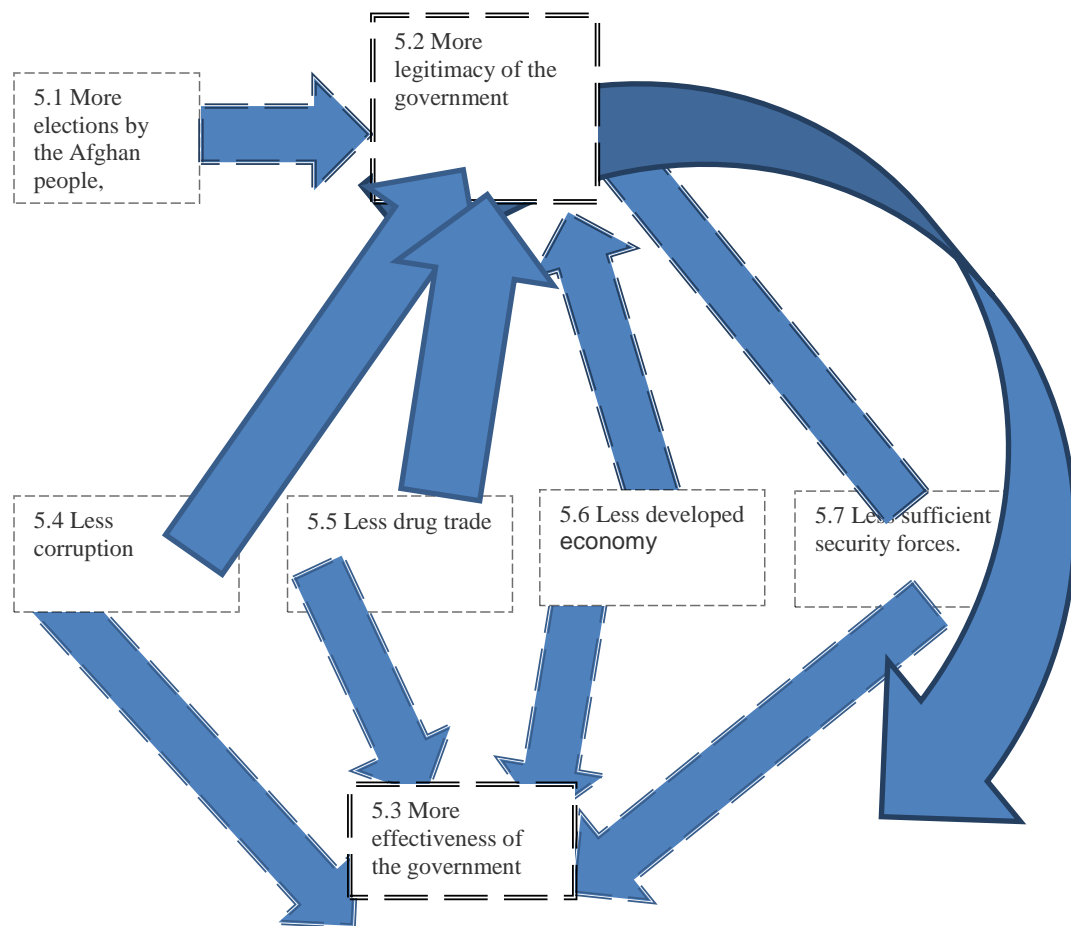 5.2 More
legitimacy of the
government
5.1 More
elections by
the Afghan
people,
5.4 Less
corruption
5.5 Less drug trade
5.6 Less developed
economy
5.7 Less sufficient
security forces.
5.3 More
effectiveness of
the government